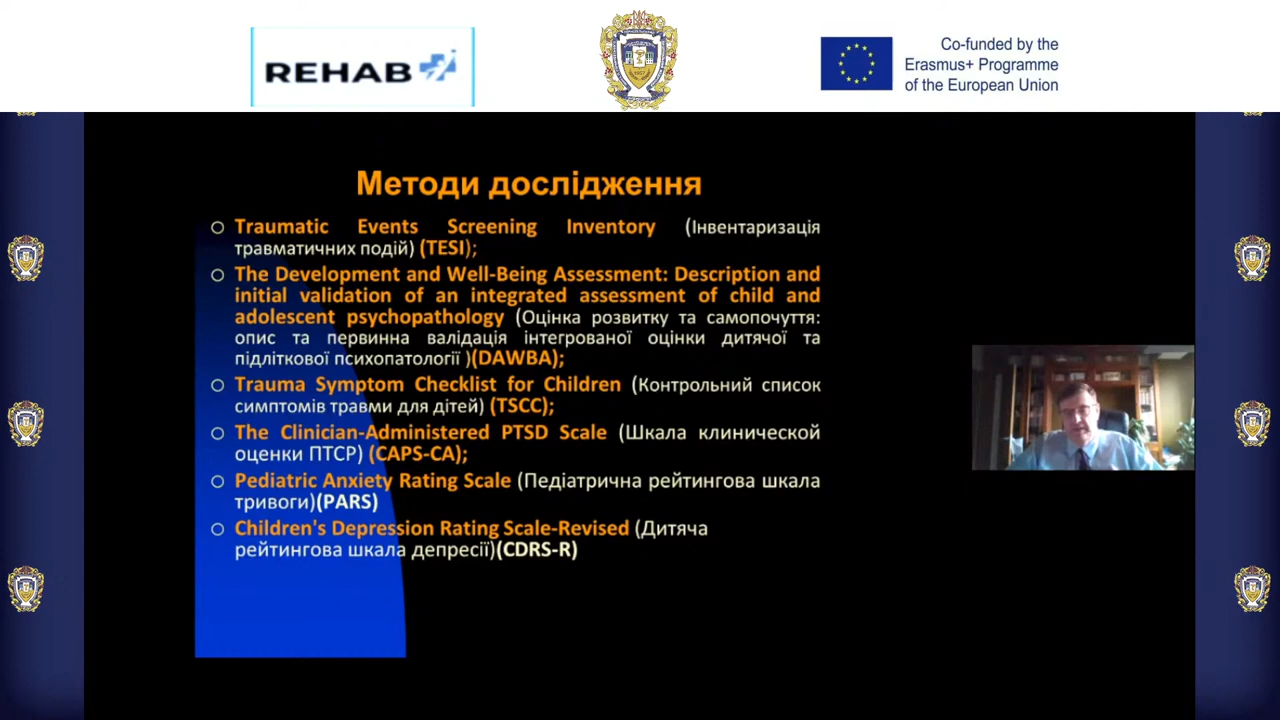 REHAB
Co-funded by the
Erasmus+ Programme
of the European Union
Методи дослідження
Traumatic Events Screening Inventory (Інвентаризація
травматичних подій) (TESI);
The Development and Well-Being Assessment: Description and
initial validation of an integrated assessment of child and
adolescent psychopathology (Оцінка розвитку та самопочуття:
опис та первинна валідація інтегрованої оцінки дитячої та
підліткової психопатології )(DAWBA);
Trauma Symptom Checklist for Children (Контрольний список
симптомів травми для дітей) (TSCC);
The Clinician-Administered PTSD Scale (Шкала клинической
оценки ПТСР) (CAPS-CA);
Pediatric Anxiety Rating Scale (Педіатрична рейтингова шкала
тривоги)(PARS)
Children's Depression Rating Scale-Revised (Дитяча
рейтингова шкала депресії)(CDRS-R)